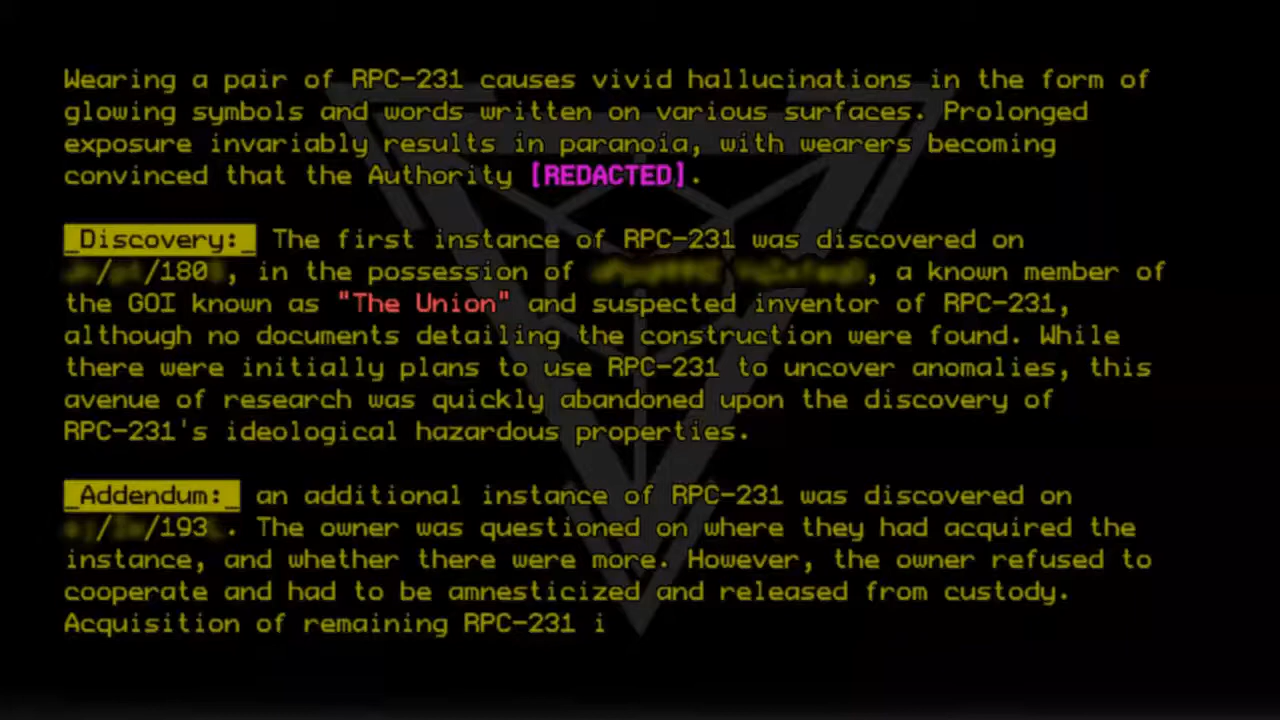 Wearing a pair of RPC-231 causes vivid hallucinations in the form of
glowing symbols and words written on various surfaces. Prolonged
exposure invariably results in paranoia, with wearers becoming
convinced that the Authority [REDACTED].
_Discovery:_ The first instance of RPC-231 was discovered on
/180 , in the possession of , a known member of
the GOI known as "The Union" and suspected inventor of RPC-231,
although no documents detailing the construction were found. While
there were initially plans to use RPC-231 to uncover anomalies, this
avenue of research was quickly abandoned upon the discovery of
RPC-231's ideological hazardous properties.
_Addendum:_ an additional instance of RPC-231 was discovered on
/193 . The owner was questioned on where they had acquired the
instance, and whether there were more. However, the owner refused to
cooperate and had to be amnesticized and released from custody.
Acquisition of remaining RPC-231 i